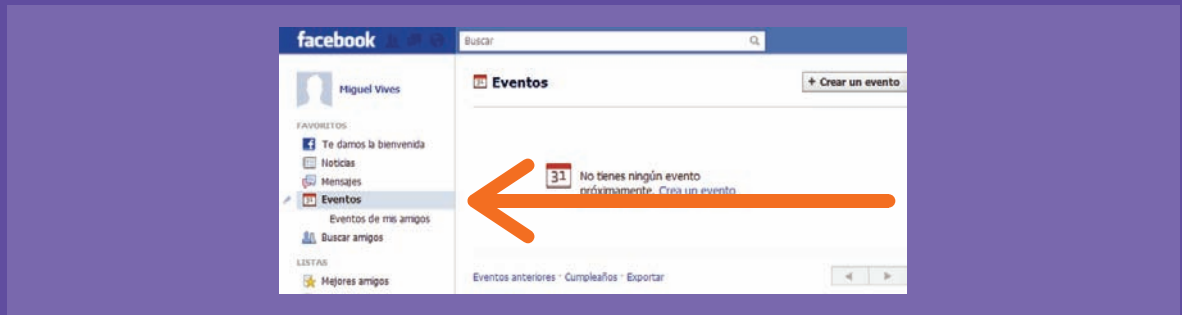 facebook
Buscar
Miguel Vives
31 Eventos
+ Crear un evento
FAVORITOS
Te damos la bienvenida
Noticias
Mensajes
Eventos
Eventos de mis amigos
Buscar amigos
LISTAS
Mejores amigos
31
No tienes ningún evento
próximamente. Crea un evento
Eventos anteriores · Cumpleaños · Exportar